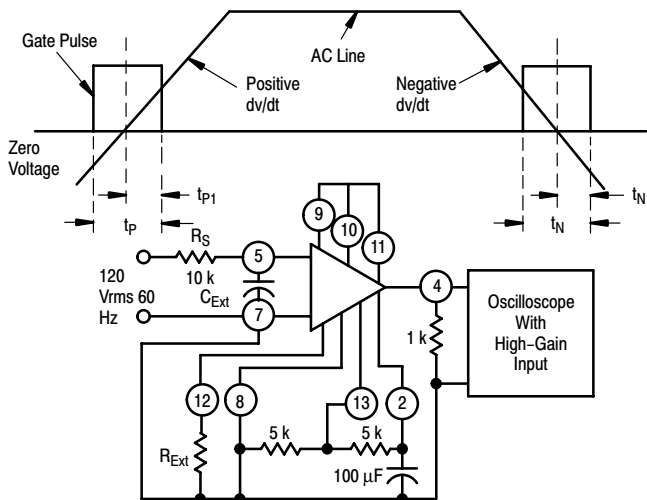 Gate Pulse
AC Line
Positive
dv/dt
Negative
dv/dt
Zero
Voltage
tP1
tP
tN1
tN
RS
10 k
CExt
120
Vrms 60
Hz
5
7
9
10
11
4
1 k
Oscilloscope
With
High–Gain
Input
12
8
13
2
RExt
5 k
5 k
100 μF